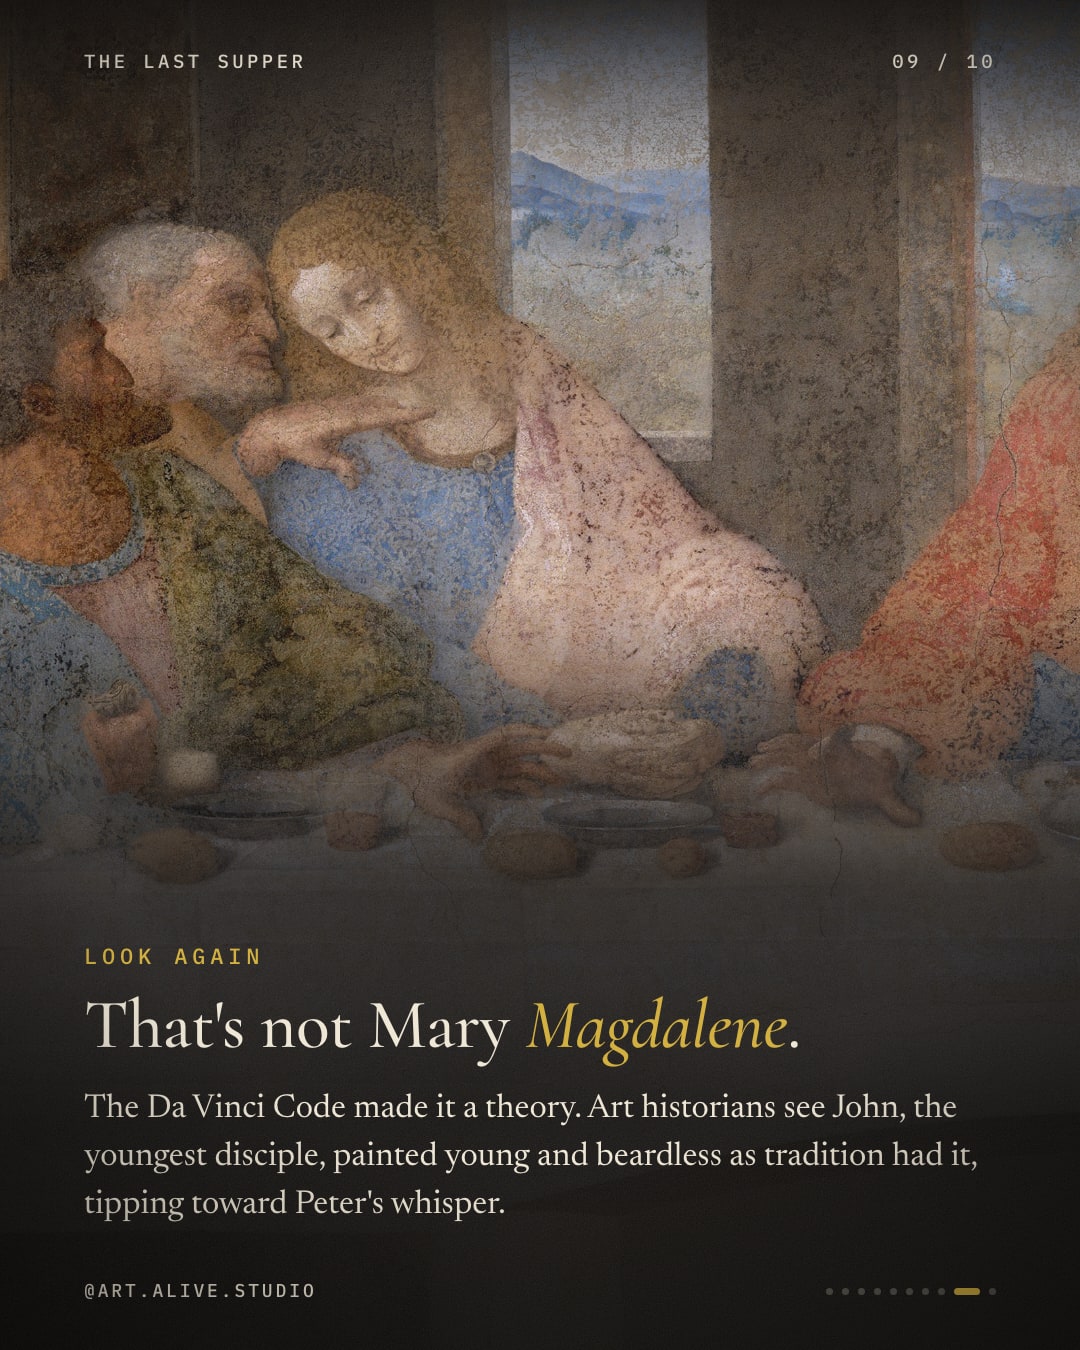 THE LAST SUPPER
09 / 10
LOOK AGAIN
That's not Mary Magdalene.
The Da Vinci Code made it a theory. Art historians see John, the
youngest disciple, painted young and beardless as tradition had it,
tipping toward Peter's whisper.
@ART.ALIVE.STUDIO